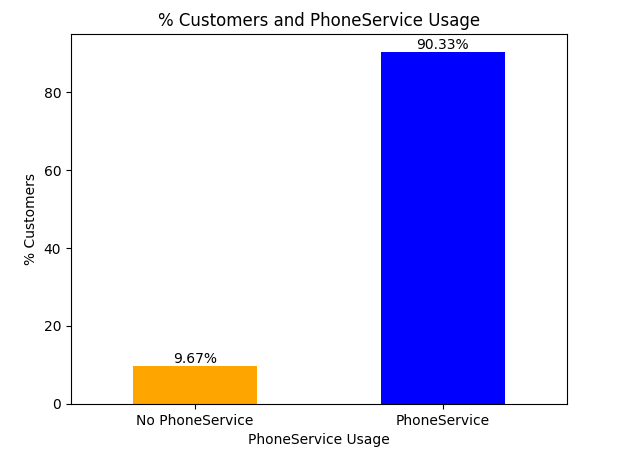 % Customers and PhoneService Usage
90.33%
80
60
% Customers
40
20
9.67%
0
No PhoneService
PhoneService
PhoneService Usage